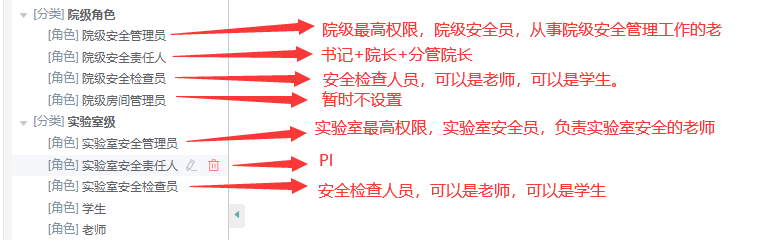 [分类] 院级角色
[角色] 院级安全管理员
院级最高权限，院级安全员，从事院级安全管理工作的老
[角色] 院级安全责任人
书记+院长+分管院长
[角色] 院级安全检查员
安全检查人员，可以是老师，可以是学生。
[角色] 院级房间管理员
暂时不设置
[分类] 实验室级
[角色] 实验室安全管理员
实验室最高权限，实验室安全员，负责实验室安全的老师
[角色] 实验室安全责任人
PI
[角色] 实验室安全检查员
安全检查人员，可以是老师，可以是学生
[角色] 学生
[角色] 老师